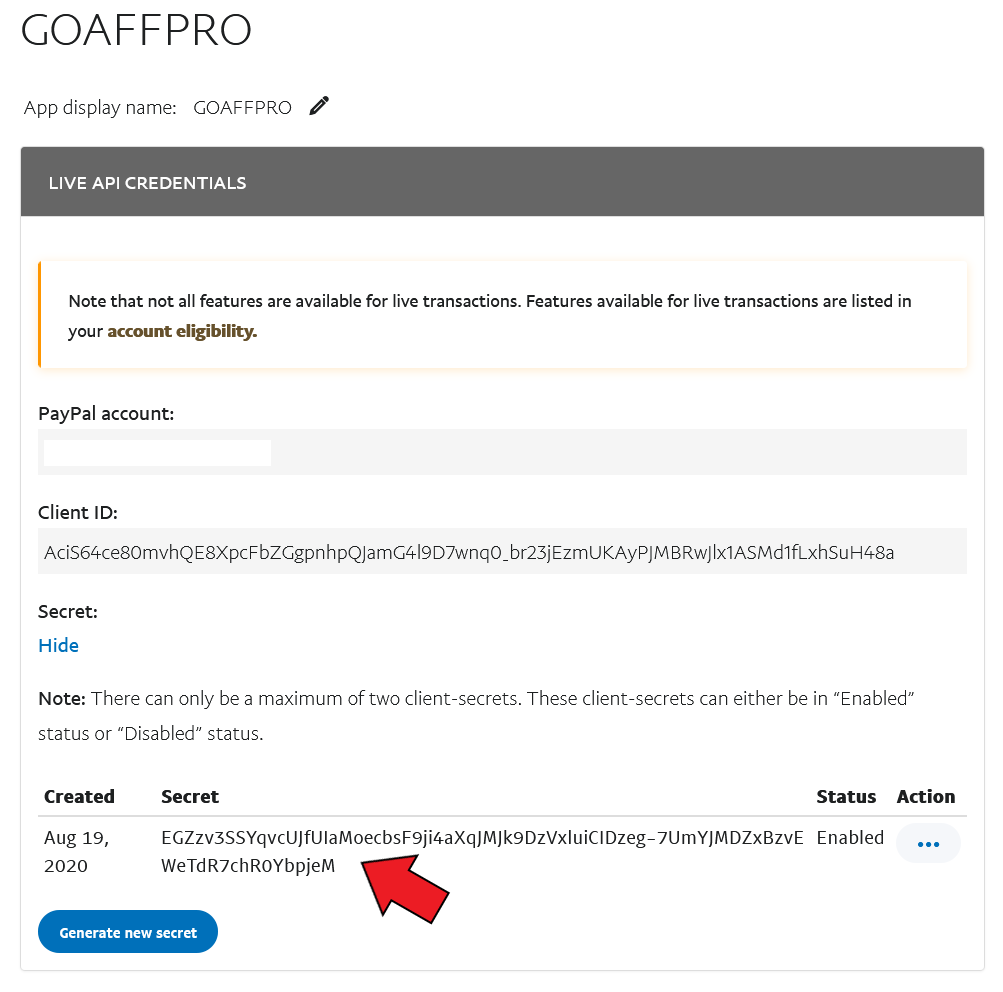 GOAFFPRO
App display name: GOAFFPRO
LIVE API CREDENTIALS
Note that not all features are available for live transactions. Features available for live transactions are listed in
your account eligibility.
PayPal account:
Client ID:
AciS64ce80mvhQE8XpcFbZGgpnhpQJamG4l9D7wnq0_br23jEzmUKAyPJMBRwJlx1ASMd1fLxhSuH48a
Secret:
Hide
Note: There can only be a maximum of two client-secrets. These client-secrets can either be in “Enabled”
status or “Disabled” status.
Created Secret Status Action
Aug 19, EGZzv3SSYqvcUJfUIaMoecbsF9ji4aXqJMJk9DzVxluiCIDzeg-7UmYJMDZxBzvE Enabled
2020 WeTdR7chR0YbpjeM
Generate new secret